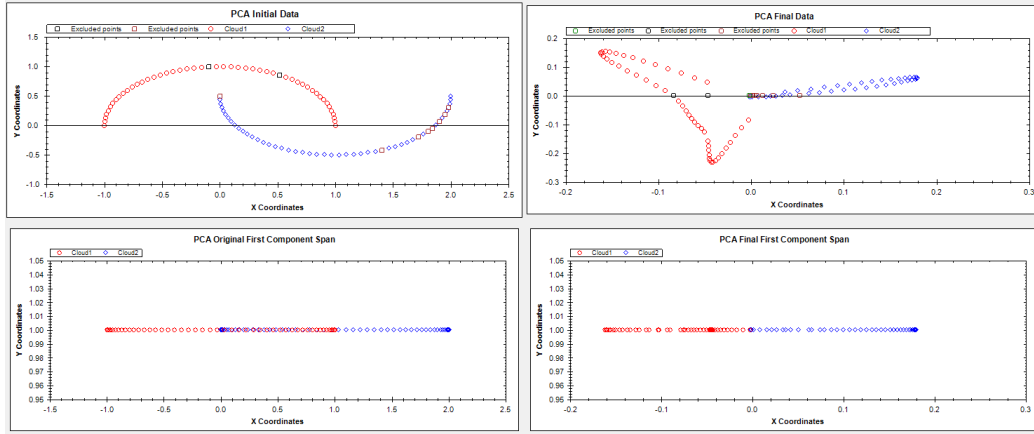 PCA Initial Data
Excluded points Excluded points Cloud1 Cloud2
1.5
1.0
0.5
0.0
-0.5
-1.0
-1.5 -1.0 -0.5 0.0 0.5 1.0 1.5 2.0 2.5
X Coordinates
Y Coordinates
PCA Final Data
Excluded points Excluded points Excluded points Cloud1 Cloud2
0.2
0.1
0.0
-0.1
-0.2
-0.3
-0.2 -0.1 0.0 0.1 0.2 0.3
X Coordinates
Y Coordinates
PCA Original First Component Span
Cloud1 Cloud2
1.05
1.04
1.03
1.02
1.01
1.00
0.99
0.98
0.97
0.96
0.95
-1.5 -1.0 -0.5 0.0 0.5 1.0 1.5 2.0 2.5
X Coordinates
Y Coordinates
PCA Final First Component Span
Cloud1 Cloud2
1.05
1.04
1.03
1.02
1.01
1.00
0.99
0.98
0.97
0.96
0.95
-0.2 -0.1 0.0 0.1 0.2 0.3
X Coordinates
Y Coordinates